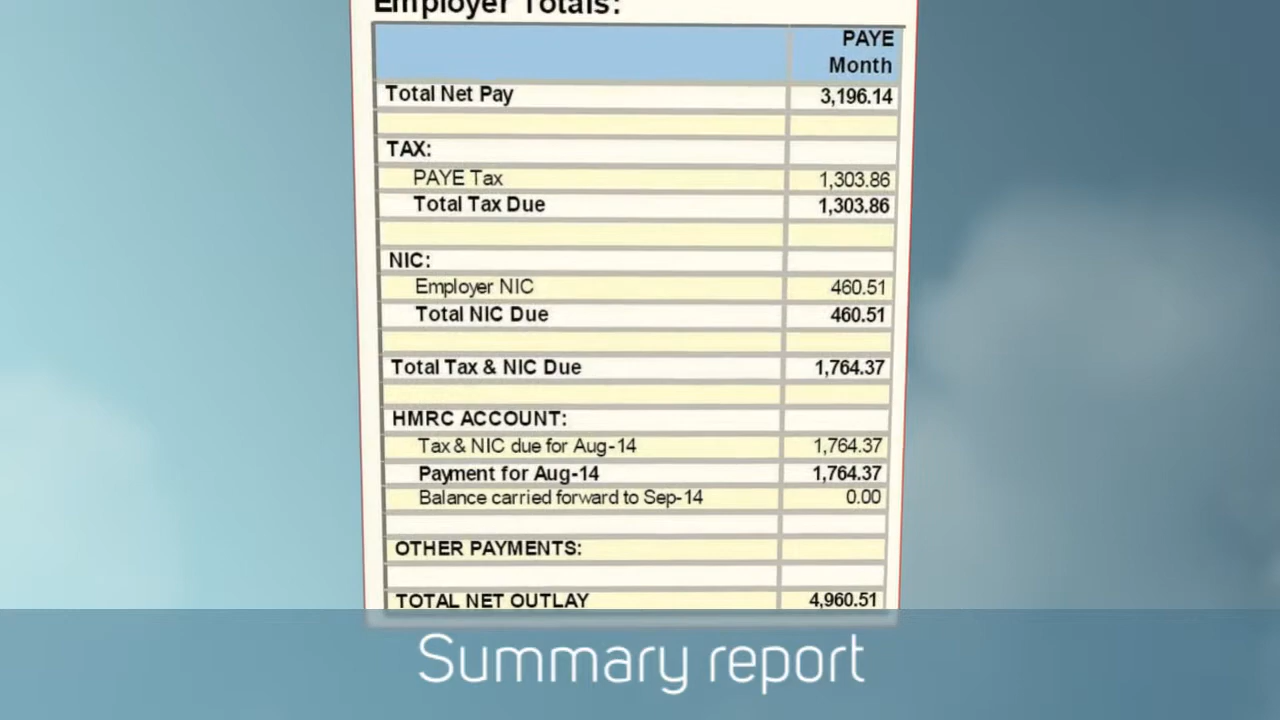 Employer Totals:
PAYE
Month
Total Net Pay 3,196.14
TAX:
PAYE Tax 1,303.86
Total Tax Due 1,303.86
NIC:
Employer NIC 460.51
Total NIC Due 460.51
Total Tax & NIC Due 1,764.37
HMRC ACCOUNT:
Tax & NIC due for Aug-14 1,764.37
Payment for Aug-14 1,764.37
Balance carried forward to Sep-14 0.00
OTHER PAYMENTS:
TOTAL NET OUTLAY 4,960.51
Summary report